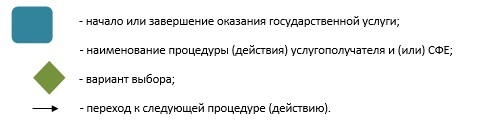 - начало или завершение оказания государственной услуги;
- наименование процедуры (действия) услугополучателя и (или) СФЕ;
- вариант выбора;
- переход к следующей процедуре (действию).